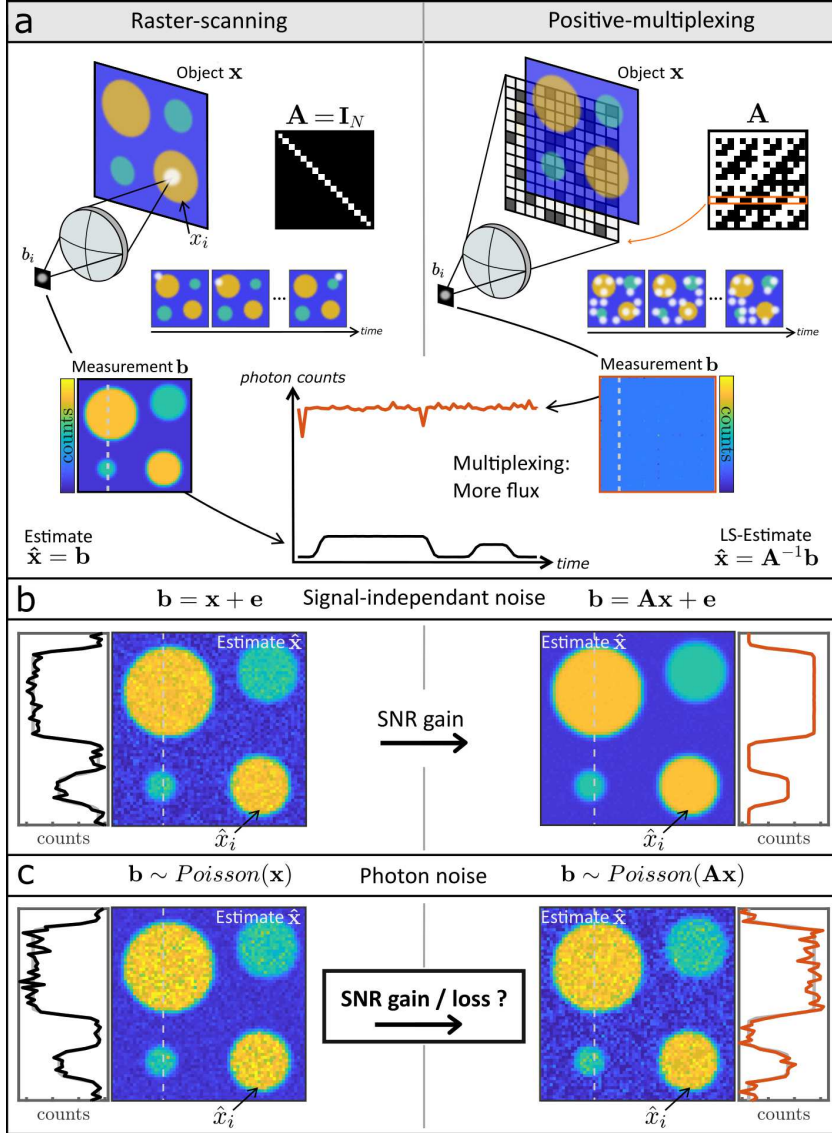 a
Raster-scanning
Positive-multiplexing
Object x
A = I_N
x_i
b_i
...
time
Measurement b
counts
Estimate
x̂ = b
Object x
A
b_i
...
time
Measurement b
counts
photon counts
Multiplexing:
More flux
time
LS-Estimate
x̂ = A⁻¹b
b
b = x + e
Signal-independant noise
b = Ax + e
Estimate x̂
counts
x̂_i
SNR gain
Estimate x̂
counts
x̂_i
c
b ∼ Poisson(x)
Photon noise
b ∼ Poisson(Ax)
Estimate x̂
counts
x̂_i
SNR gain / loss ?
Estimate x̂
counts
x̂_i